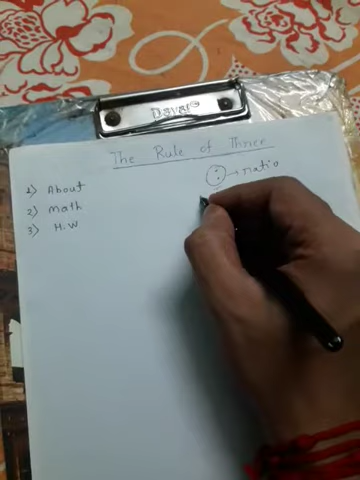 The Rule of Three
1) About
2) Math
3) H.W
: → ratio